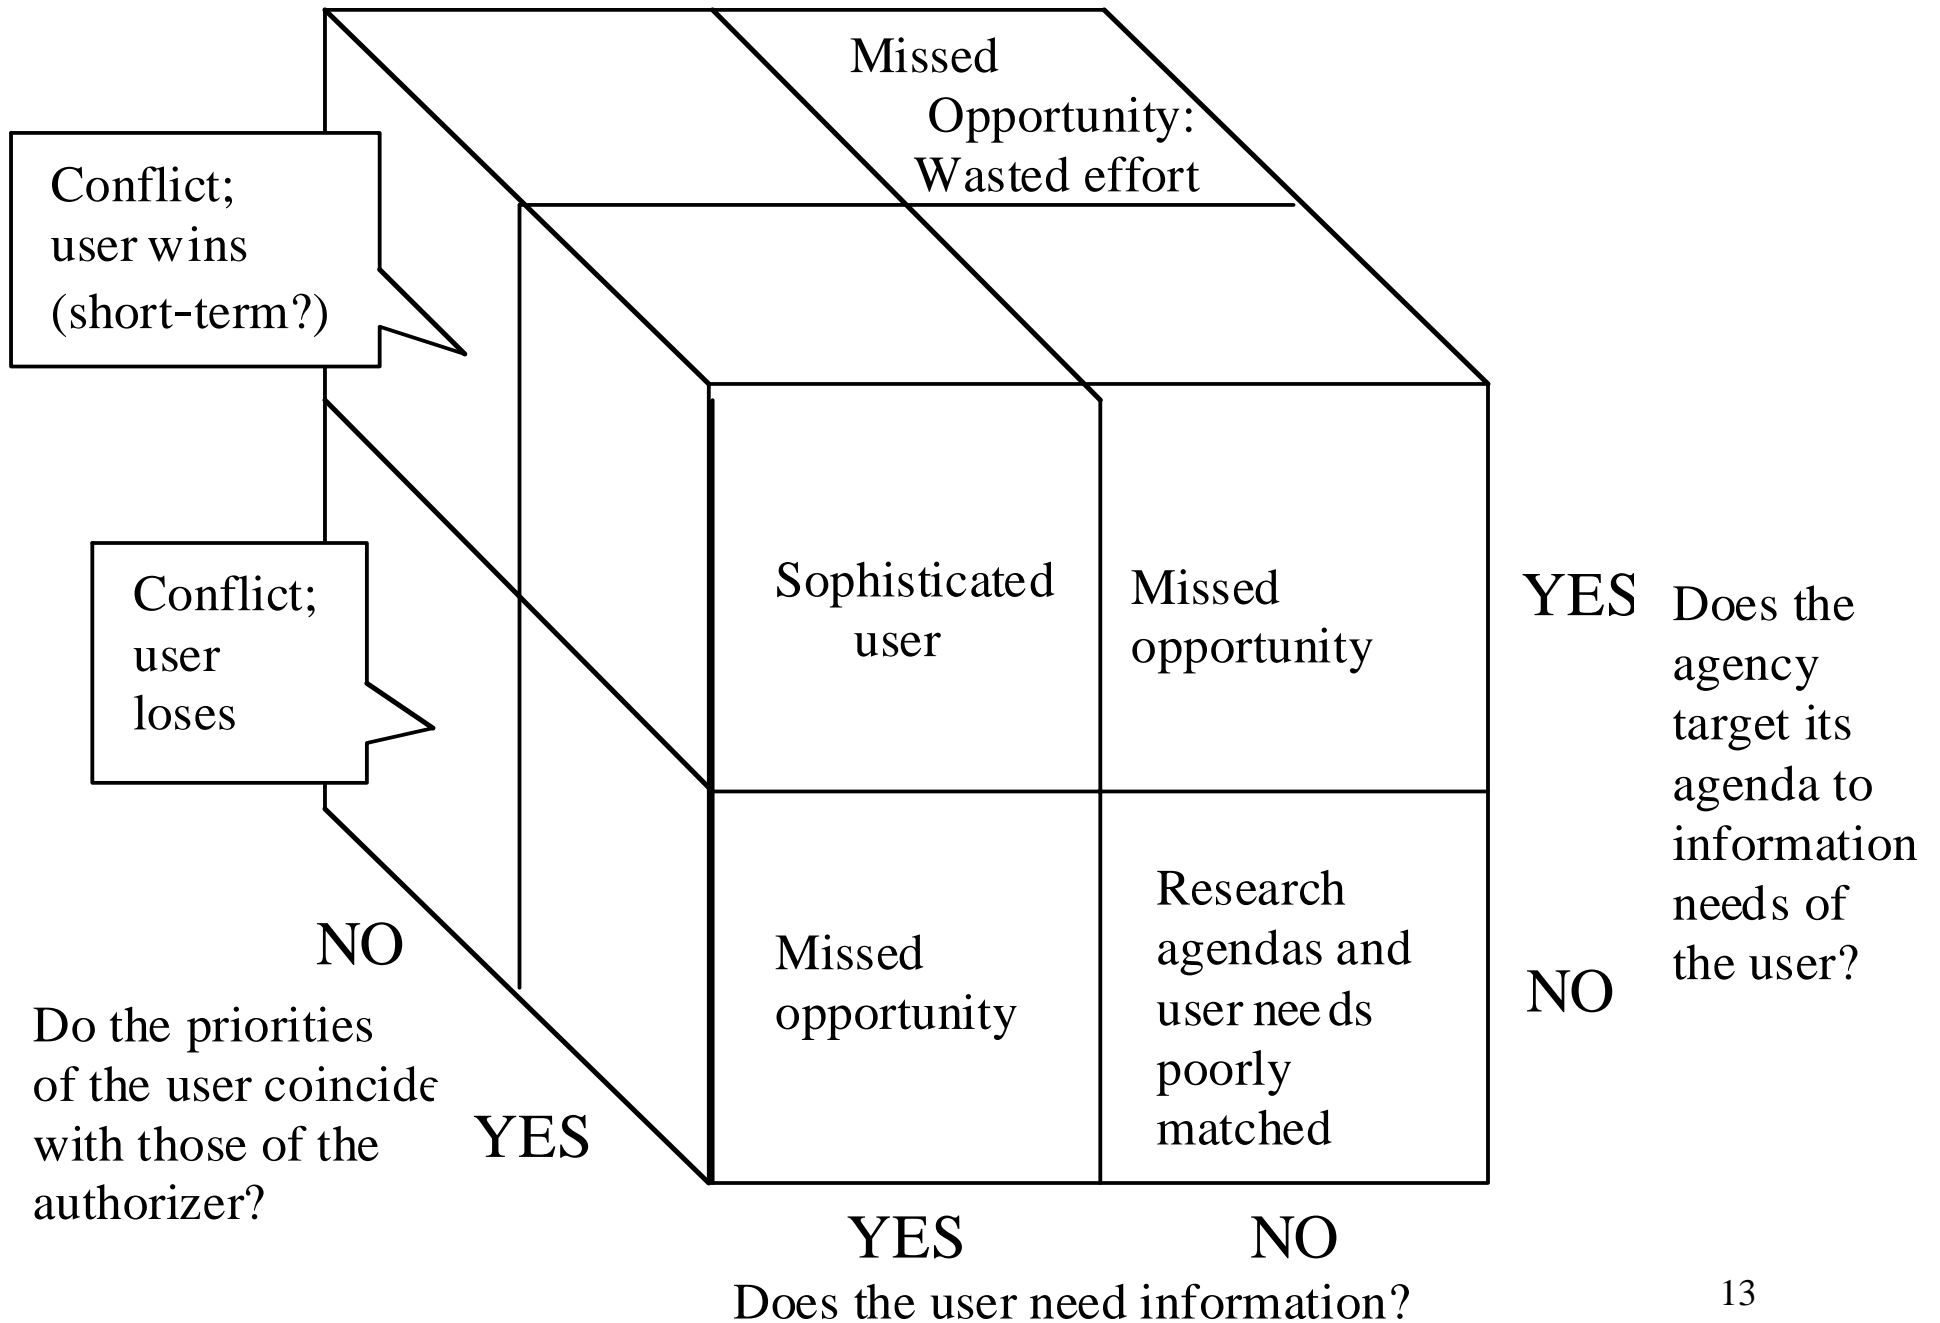 Missed
Opportunity:
Wasted effort
Conflict;
user wins
(short-term?)
Conflict;
user
loses
Sophisticated
user
Missed
opportunity
Missed
opportunity
Research
agendas and
user needs
poorly
matched
YES
NO
Does the
agency
target its
agenda to
information
needs of
the user?
NO
YES
Do the priorities
of the user coincide
with those of the
authorizer?
YES NO
Does the user need information?
13